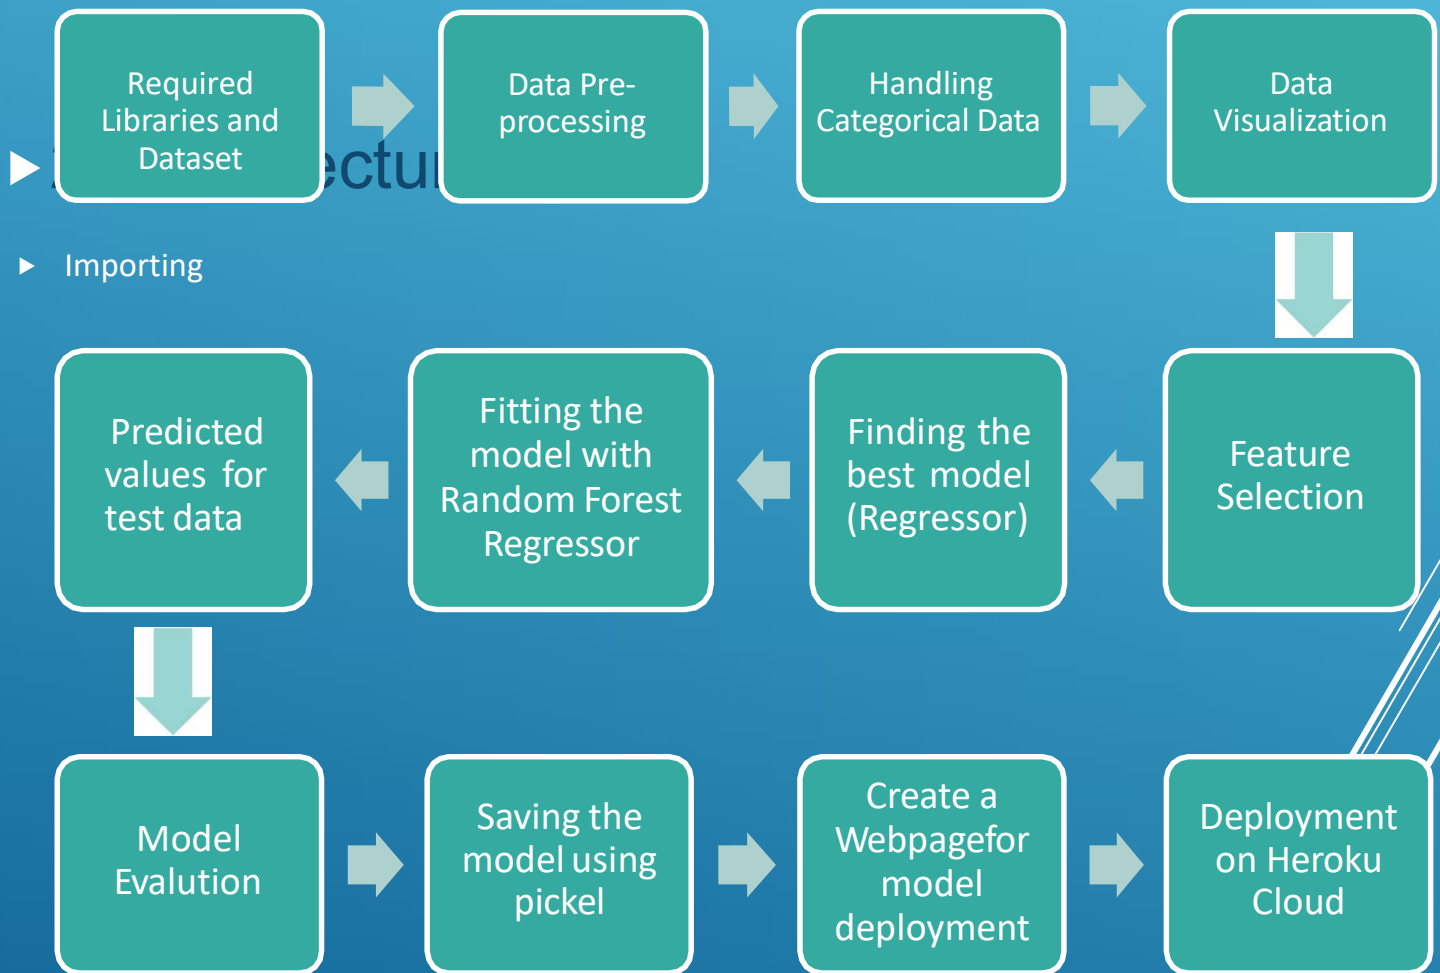 Required
Libraries and
Dataset
Data Pre-
processing
Handling
Categorical Data
Data
Visualization
ectu
Importing
Predicted
values for
test data
Fitting the
model with
Random Forest
Regressor
Finding the
best model
(Regressor)
Feature
Selection
Model
Evalution
Saving the
model using
pickel
Create a
Webpagefor
model
deployment
Deployment
on Heroku
Cloud